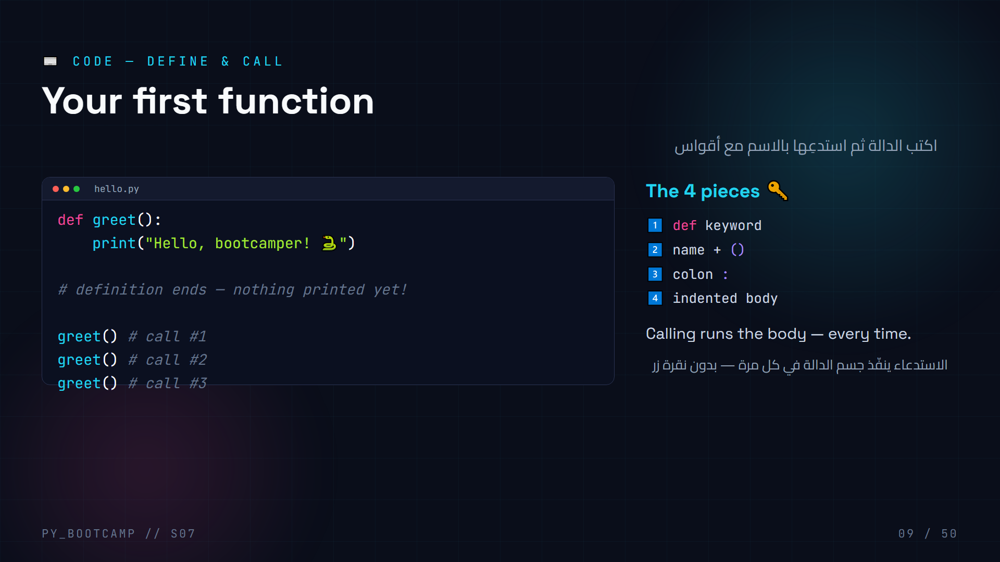 ⌨️ CODE — DEFINE & CALL
Your first function
اكتب الدالة ثم استدعِها بالاسم مع أقواس
hello.py
def greet():
    print("Hello, bootcamper! 🐍")
# definition ends — nothing printed yet!
greet() # call #1
greet() # call #2
greet() # call #3
The 4 pieces 🔑
1️⃣ def keyword
2️⃣ name + ()
3️⃣ colon :
4️⃣ indented body
Calling runs the body — every time.
الاستدعاء ينفّذ جسم الدالة في كل مرة — بدون نقرة زر
PY_BOOTCAMP // S07
09 / 50